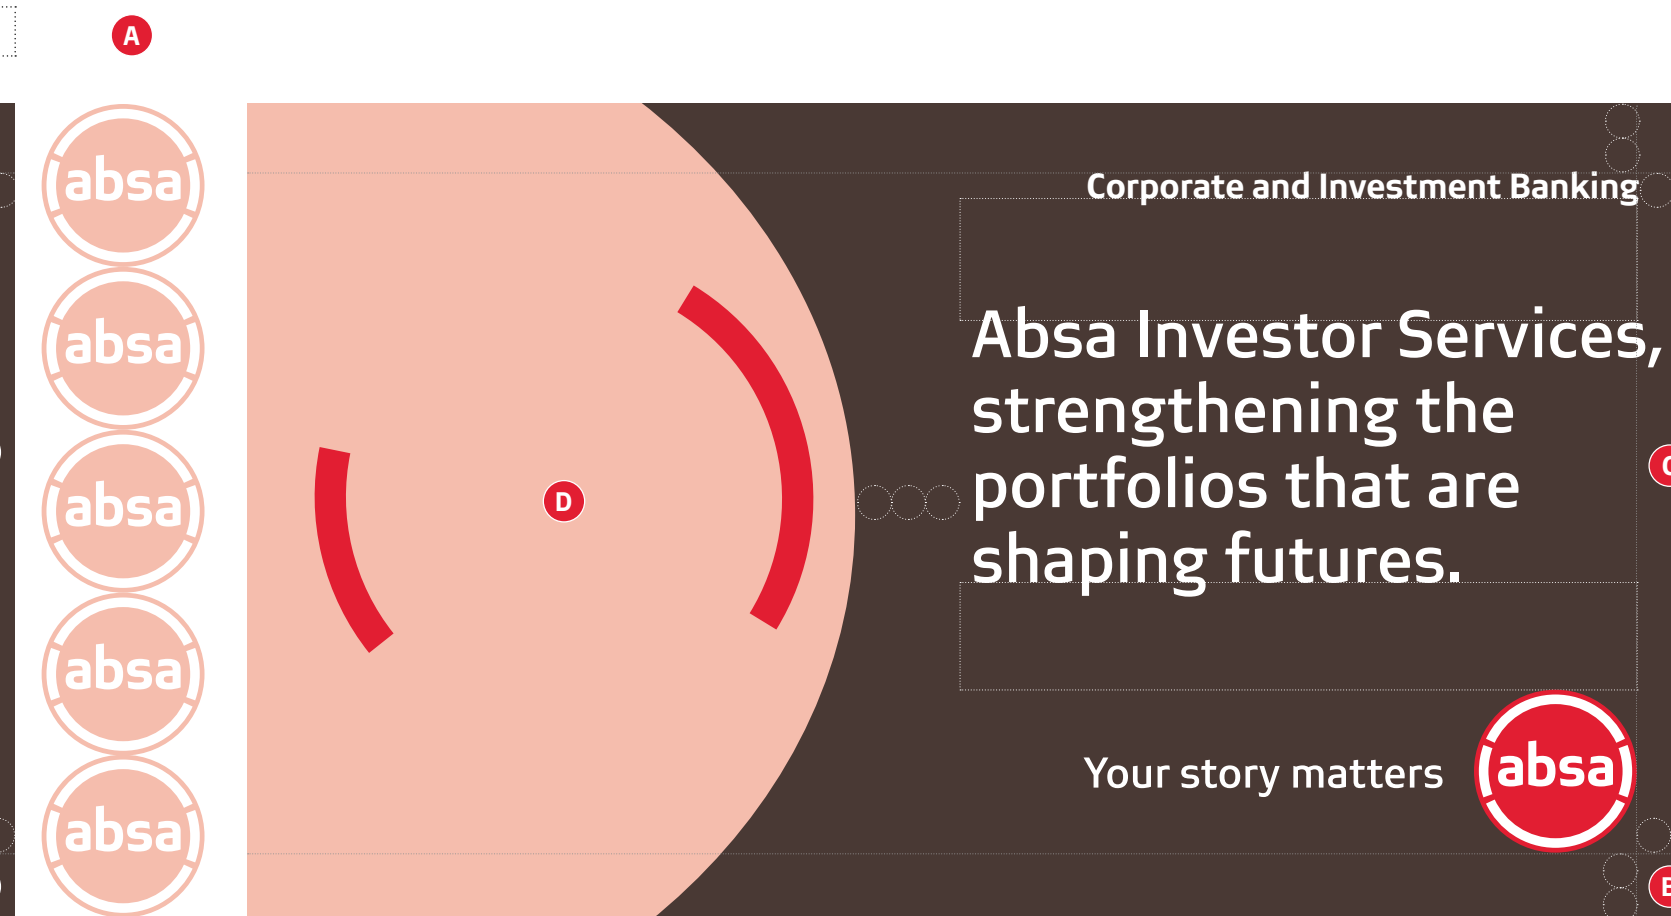 A
absa
absa
absa
absa
absa
D
Corporate and Investment Banking
Absa Investor Services,
strengthening the
portfolios that are
shaping futures.
Your story matters
absa